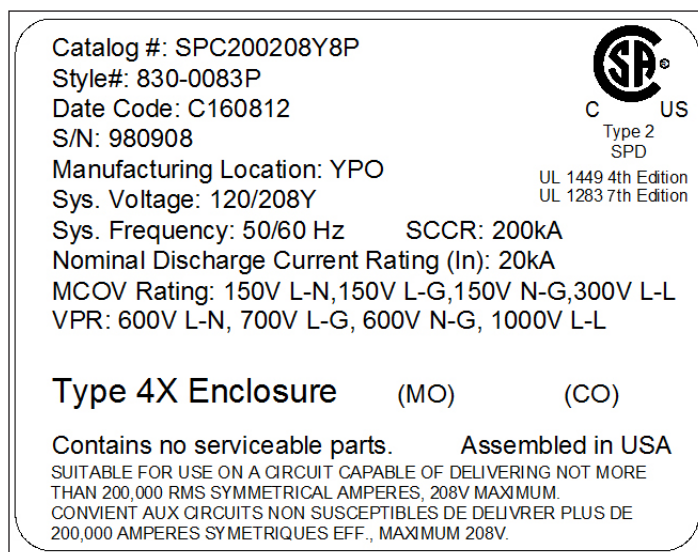 Catalog #: SPC200208Y8P
Style#: 830-0083P
Date Code: C160812
S/N: 980908
Manufacturing Location: YPO
Sys. Voltage: 120/208Y
Sys. Frequency: 50/60 Hz SCCR: 200kA
Nominal Discharge Current Rating (In): 20kA
MCOV Rating: 150V L-N,150V L-G,150V N-G,300V L-L
VPR: 600V L-N, 700V L-G, 600V N-G, 1000V L-L
SA ®
C US
Type 2
SPD
UL 1449 4th Edition
UL 1283 7th Edition
Type 4X Enclosure (MO) (CO)
Contains no serviceable parts. Assembled in USA
SUITABLE FOR USE ON A CIRCUIT CAPABLE OF DELIVERING NOT MORE
THAN 200,000 RMS SYMMETRICAL AMPERES, 208V MAXIMUM.
CONVIENT AUX CIRCUITS NON SUSCEPTIBLES DE DELIVRER PLUS DE
200,000 AMPERES SYMETRIQUES EFF., MAXIMUM 208V.